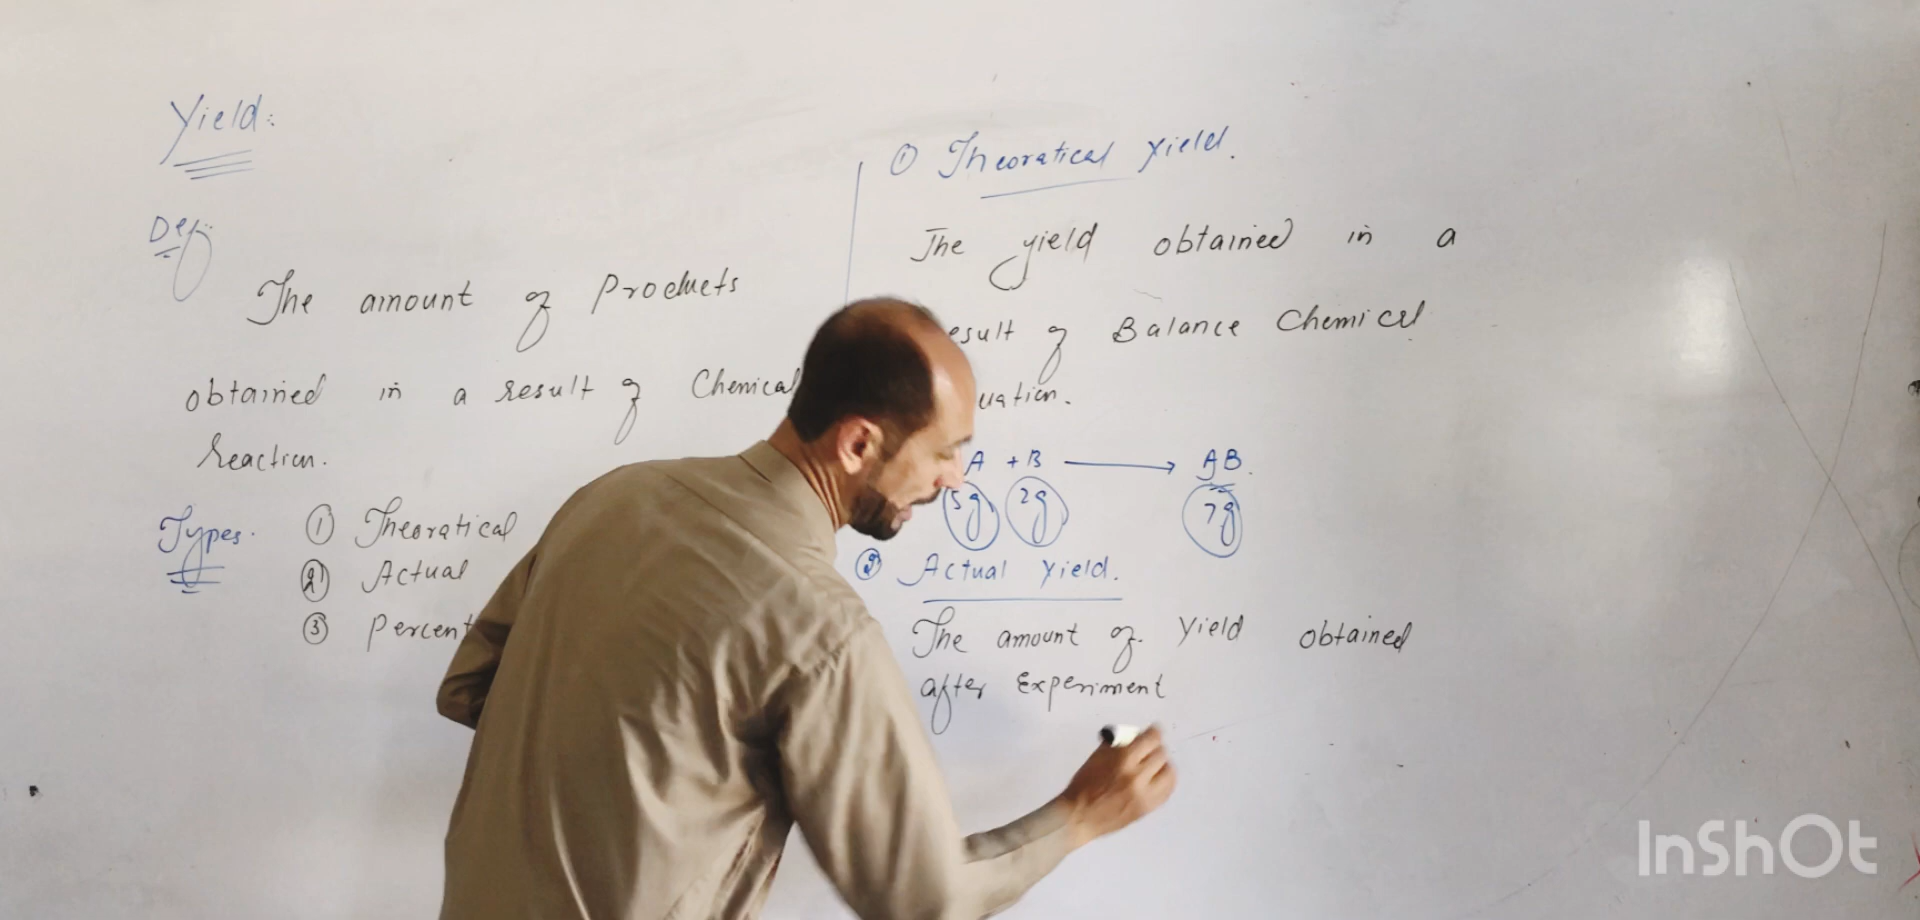 Yield:
Def:
The amount of Products
obtained in a result of Chemical
reaction.
Types.
① Theoratical
② Actual
③ Percent
① Theoratical Yield.
The yield obtained in a
esult of Balance Chemical
uation.
A + B → AB.
5g 2g 7g
② Actual Yield.
The amount of Yield obtained
after Experiment
InShOt